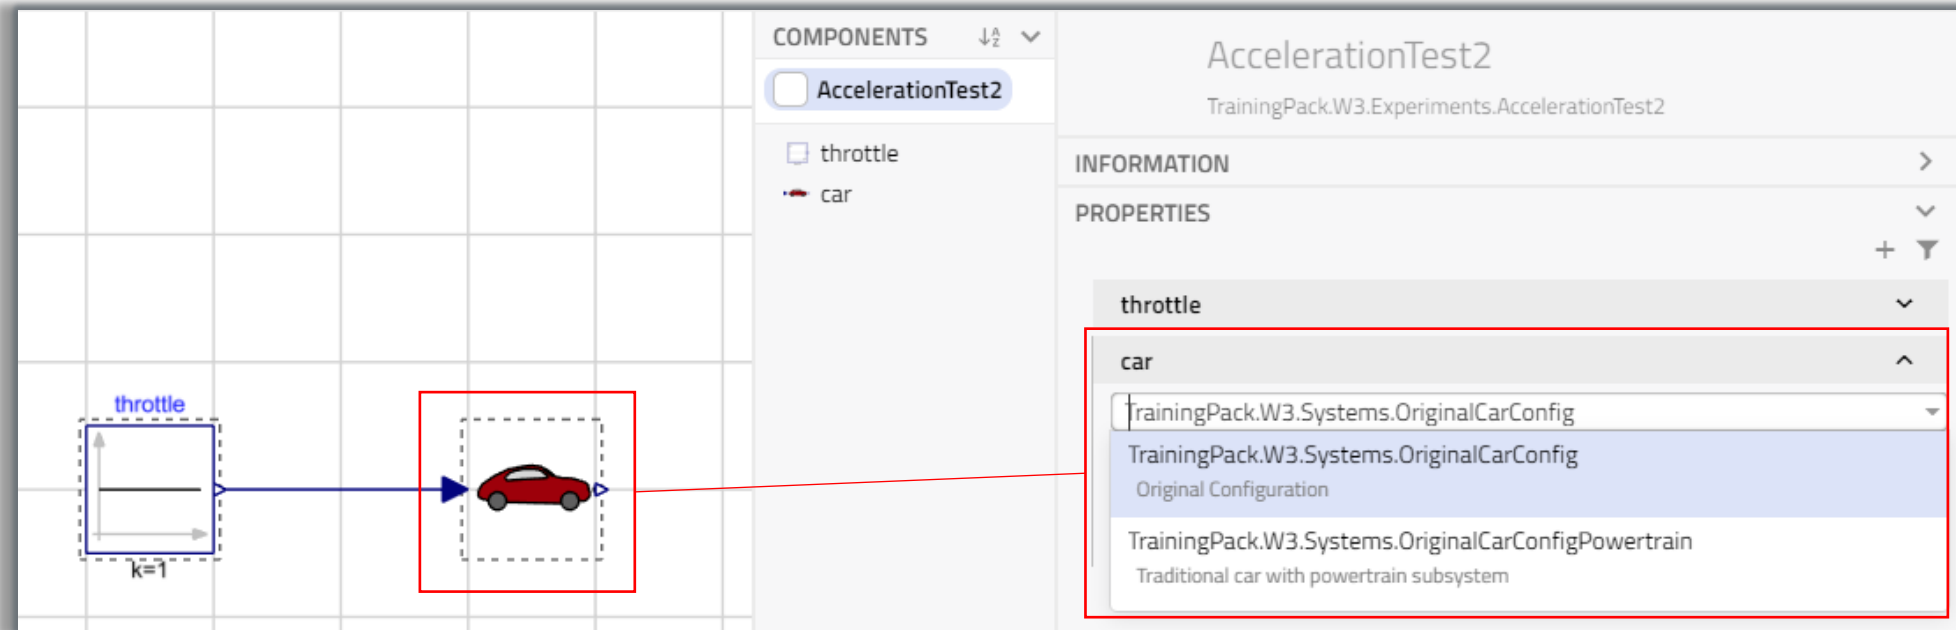 throttle
k=1
COMPONENTS
AccelerationTest2
throttle
car
AccelerationTest2
TrainingPack.W3.Experiments.AccelerationTest2
INFORMATION
PROPERTIES
throttle
car
TrainingPack.W3.Systems.OriginalCarConfig
TrainingPack.W3.Systems.OriginalCarConfig
Original Configuration
TrainingPack.W3.Systems.OriginalCarConfigPowertrain
Traditional car with powertrain subsystem